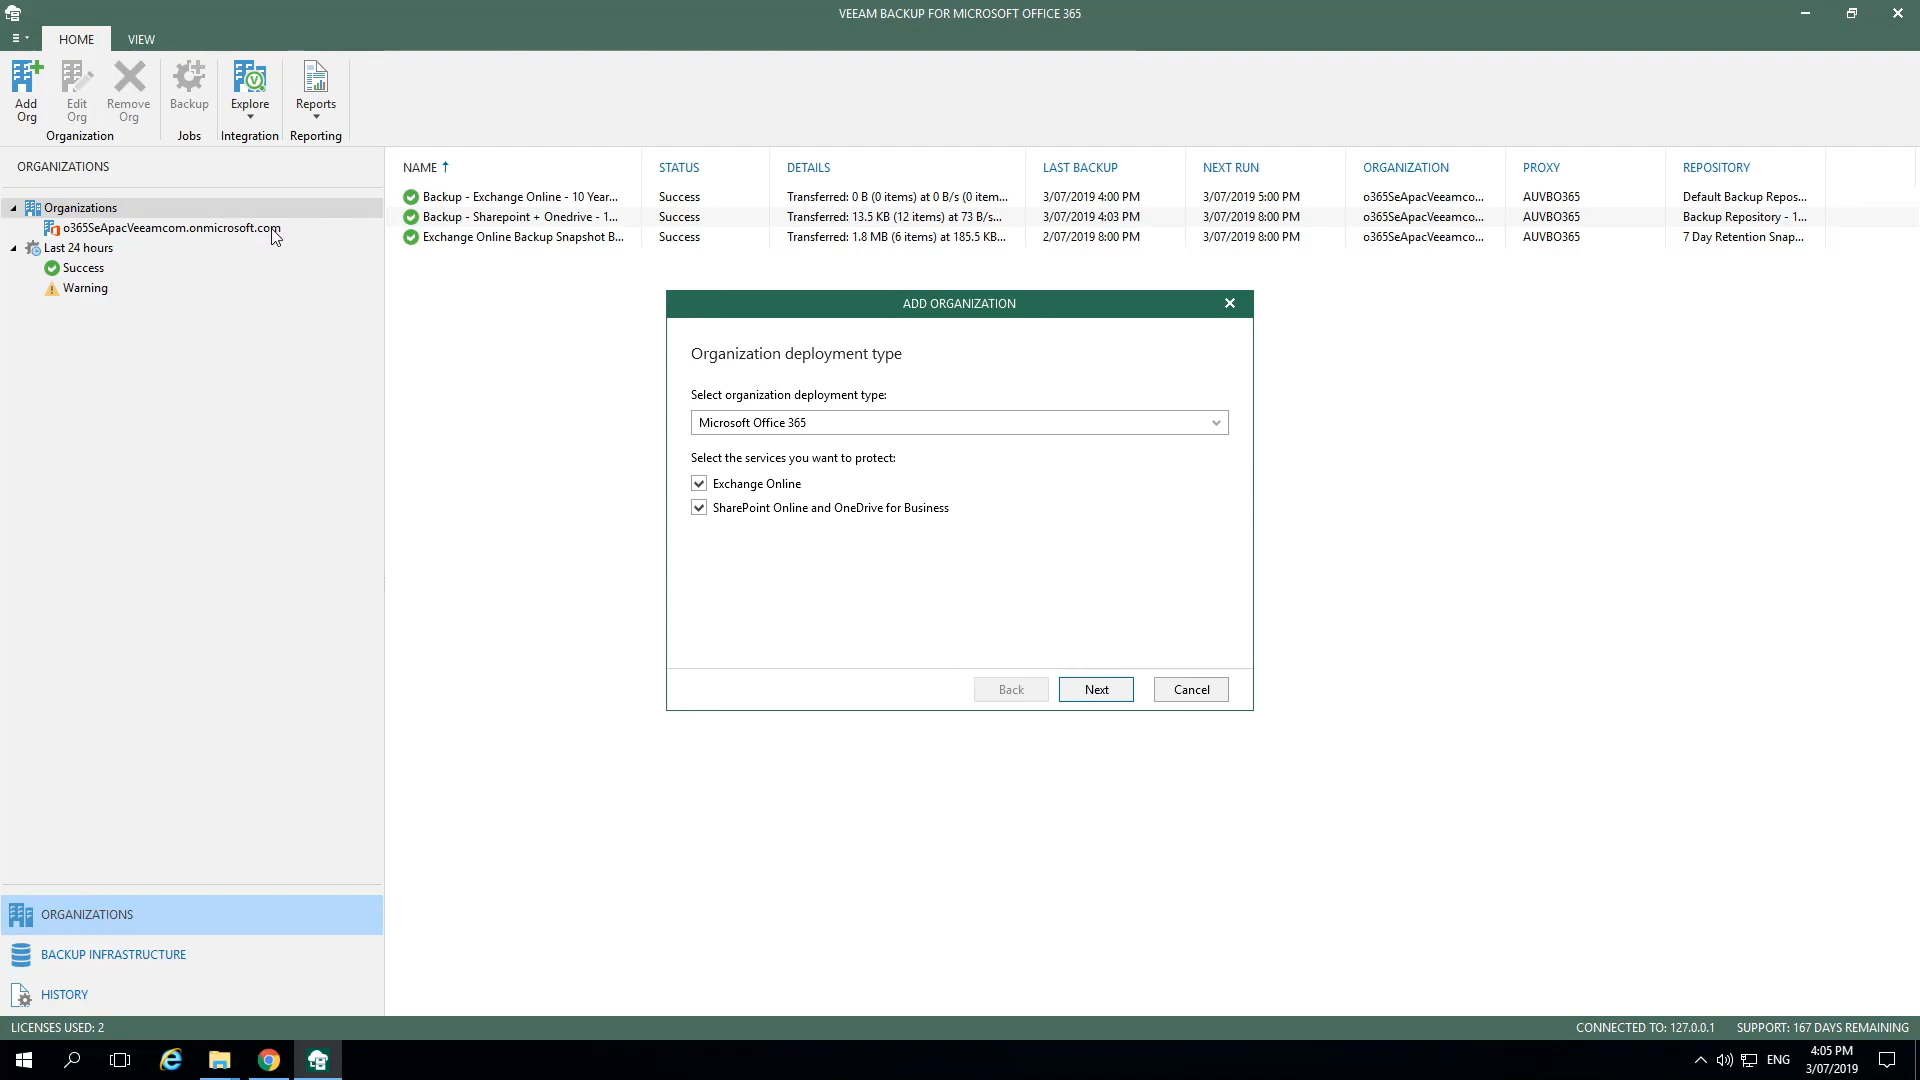 VEEAM BACKUP FOR MICROSOFT OFFICE 365
HOME VIEW
Add Org
Edit Org
Remove Org
Backup
Explore
Reports
Organization Jobs Integration Reporting
ORGANIZATIONS
Organizations
o365SeApacVeeamcom.onmicrosoft.com
Last 24 hours
Success
Warning
NAME STATUS DETAILS LAST BACKUP NEXT RUN ORGANIZATION PROXY REPOSITORY
Backup - Exchange Online - 10 Year... Success Transferred: 0 B (0 items) at 0 B/s (0 item... 3/07/2019 4:00 PM 3/07/2019 5:00 PM o365SeApacVeeamco... AUVBO365 Default Backup Repos...
Backup - Sharepoint + Onedrive - 1... Success Transferred: 13.5 KB (12 items) at 73 B/s... 3/07/2019 4:03 PM 3/07/2019 8:00 PM o365SeApacVeeamco... AUVBO365 Backup Repository - 1...
Exchange Online Backup Snapshot B... Success Transferred: 1.8 MB (6 items) at 185.5 KB... 2/07/2019 8:00 PM 3/07/2019 8:00 PM o365SeApacVeeamco... AUVBO365 7 Day Retention Snap...
ADD ORGANIZATION
Organization deployment type
Select organization deployment type:
Microsoft Office 365
Select the services you want to protect:
Exchange Online
SharePoint Online and OneDrive for Business
Back Next Cancel
ORGANIZATIONS
BACKUP INFRASTRUCTURE
HISTORY
LICENSES USED: 2 CONNECTED TO: 127.0.0.1 SUPPORT: 167 DAYS REMAINING
ENG
4:05 PM
3/07/2019